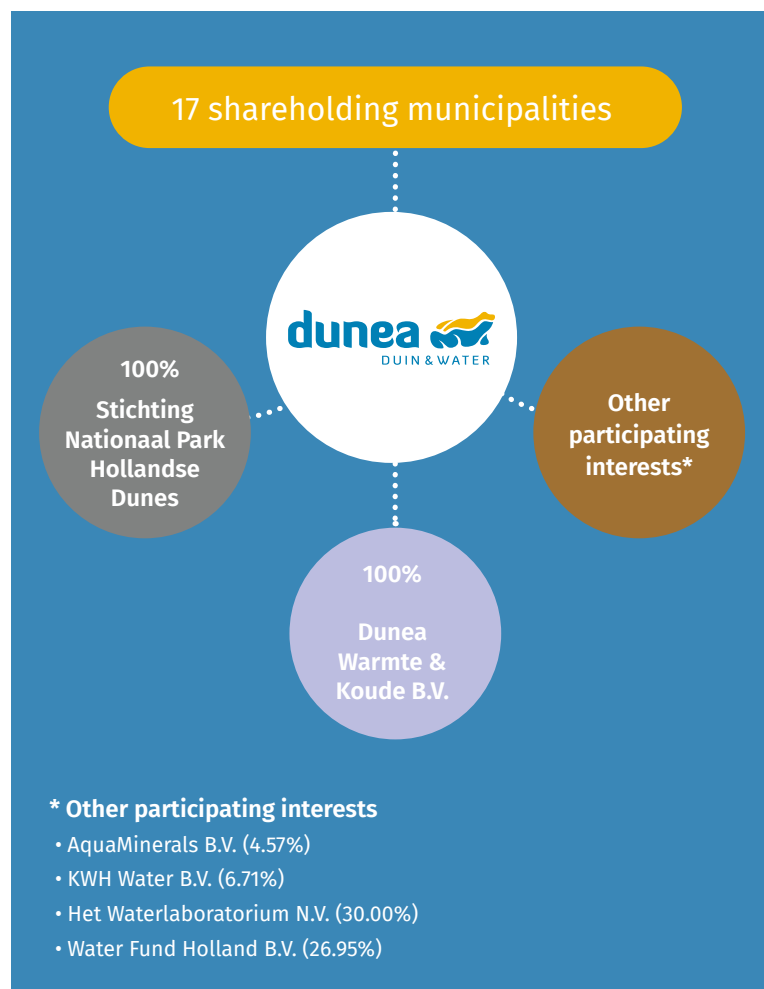 17 shareholding municipalities
dunea
DUIN & WATER
100%
Stichting
Nationaal Park
Hollandse
Dunes
Other
participating
interests*
100%
Dunea
Warmte &
Koude B.V.
* Other participating interests
• AquaMinerals B.V. (4.57%)
• KWH Water B.V. (6.71%)
• Het Waterlaboratorium N.V. (30.00%)
• Water Fund Holland B.V. (26.95%)